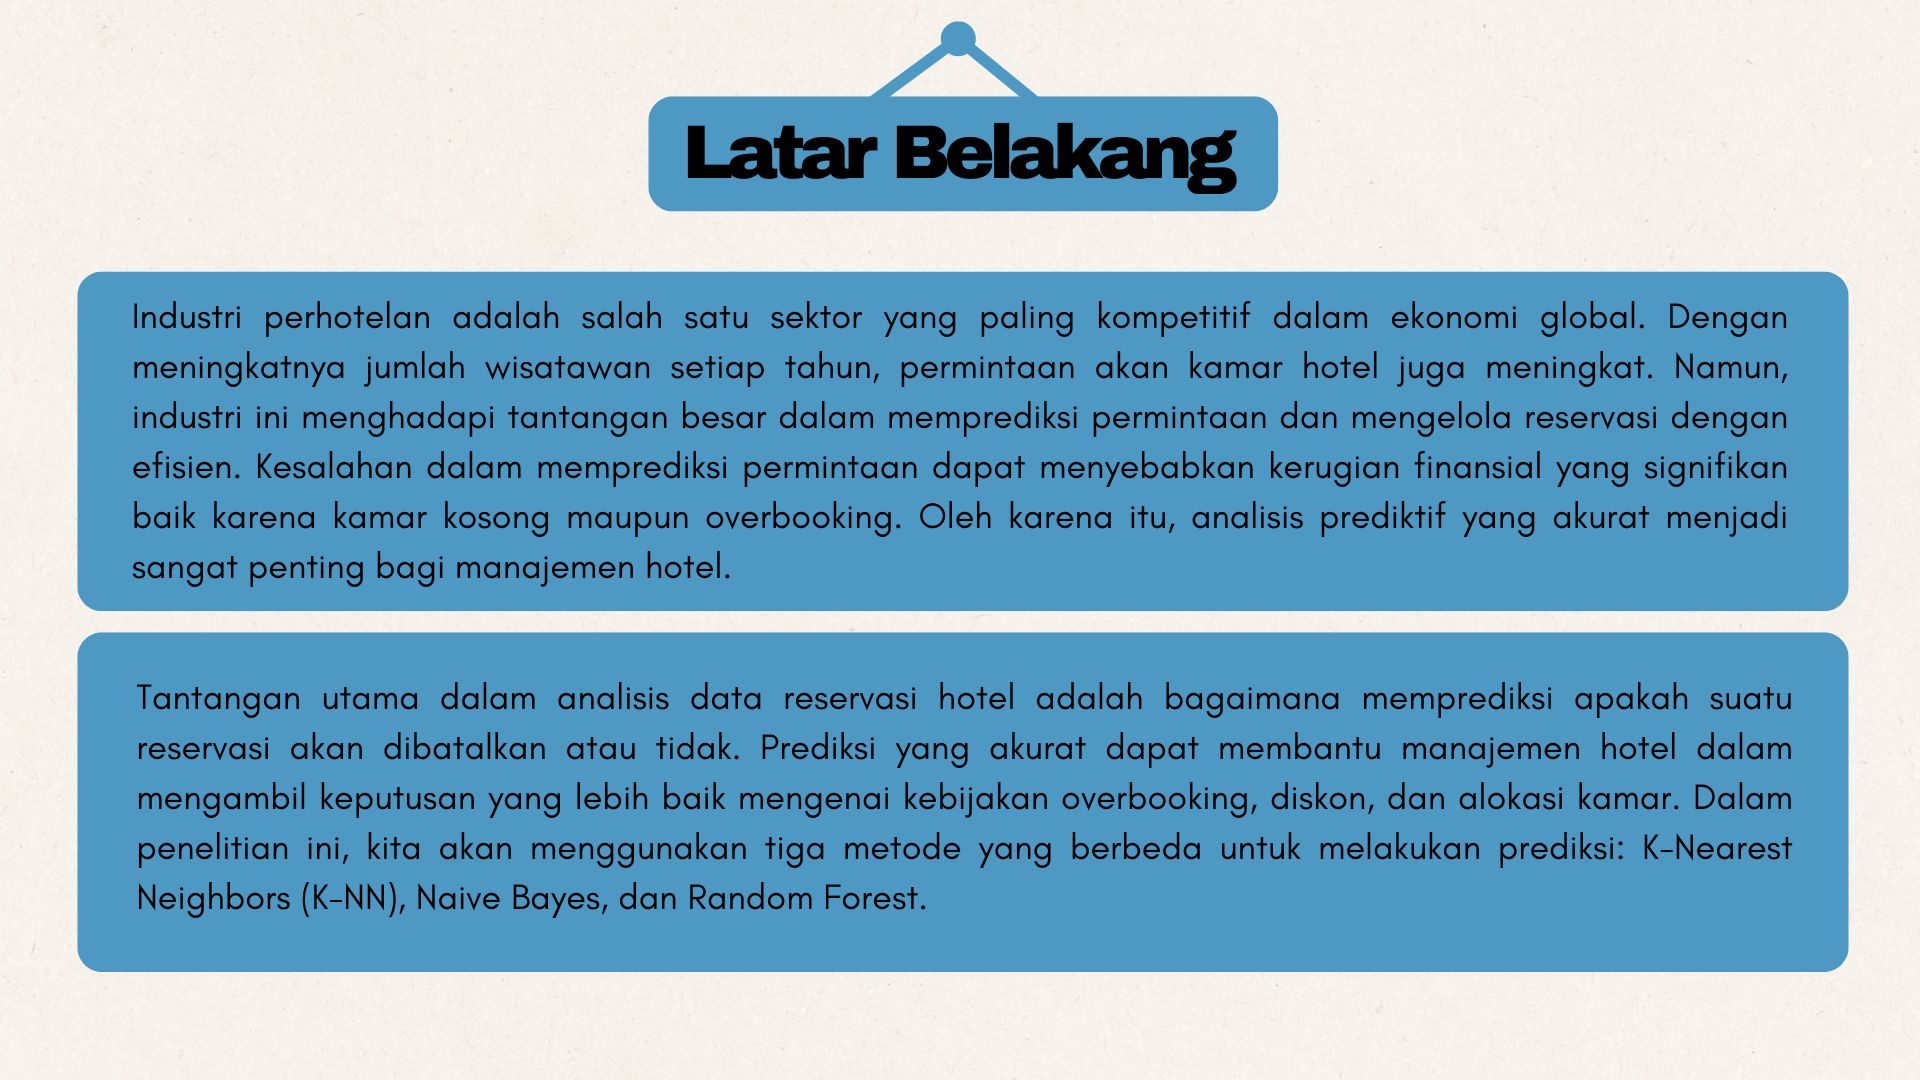 Latar Belakang
Industri perhotelan adalah salah satu sektor yang paling kompetitif dalam ekonomi global. Dengan
meningkatnya jumlah wisatawan setiap tahun, permintaan akan kamar hotel juga meningkat. Namun,
industri ini menghadapi tantangan besar dalam memprediksi permintaan dan mengelola reservasi dengan
efisien. Kesalahan dalam memprediksi permintaan dapat menyebabkan kerugian finansial yang signifikan
baik karena kamar kosong maupun overbooking. Oleh karena itu, analisis prediktif yang akurat menjadi
sangat penting bagi manajemen hotel.
Tantangan utama dalam analisis data reservasi hotel adalah bagaimana memprediksi apakah suatu
reservasi akan dibatalkan atau tidak. Prediksi yang akurat dapat membantu manajemen hotel dalam
mengambil keputusan yang lebih baik mengenai kebijakan overbooking, diskon, dan alokasi kamar. Dalam
penelitian ini, kita akan menggunakan tiga metode yang berbeda untuk melakukan prediksi: K-Nearest
Neighbors (K-NN), Naive Bayes, dan Random Forest.